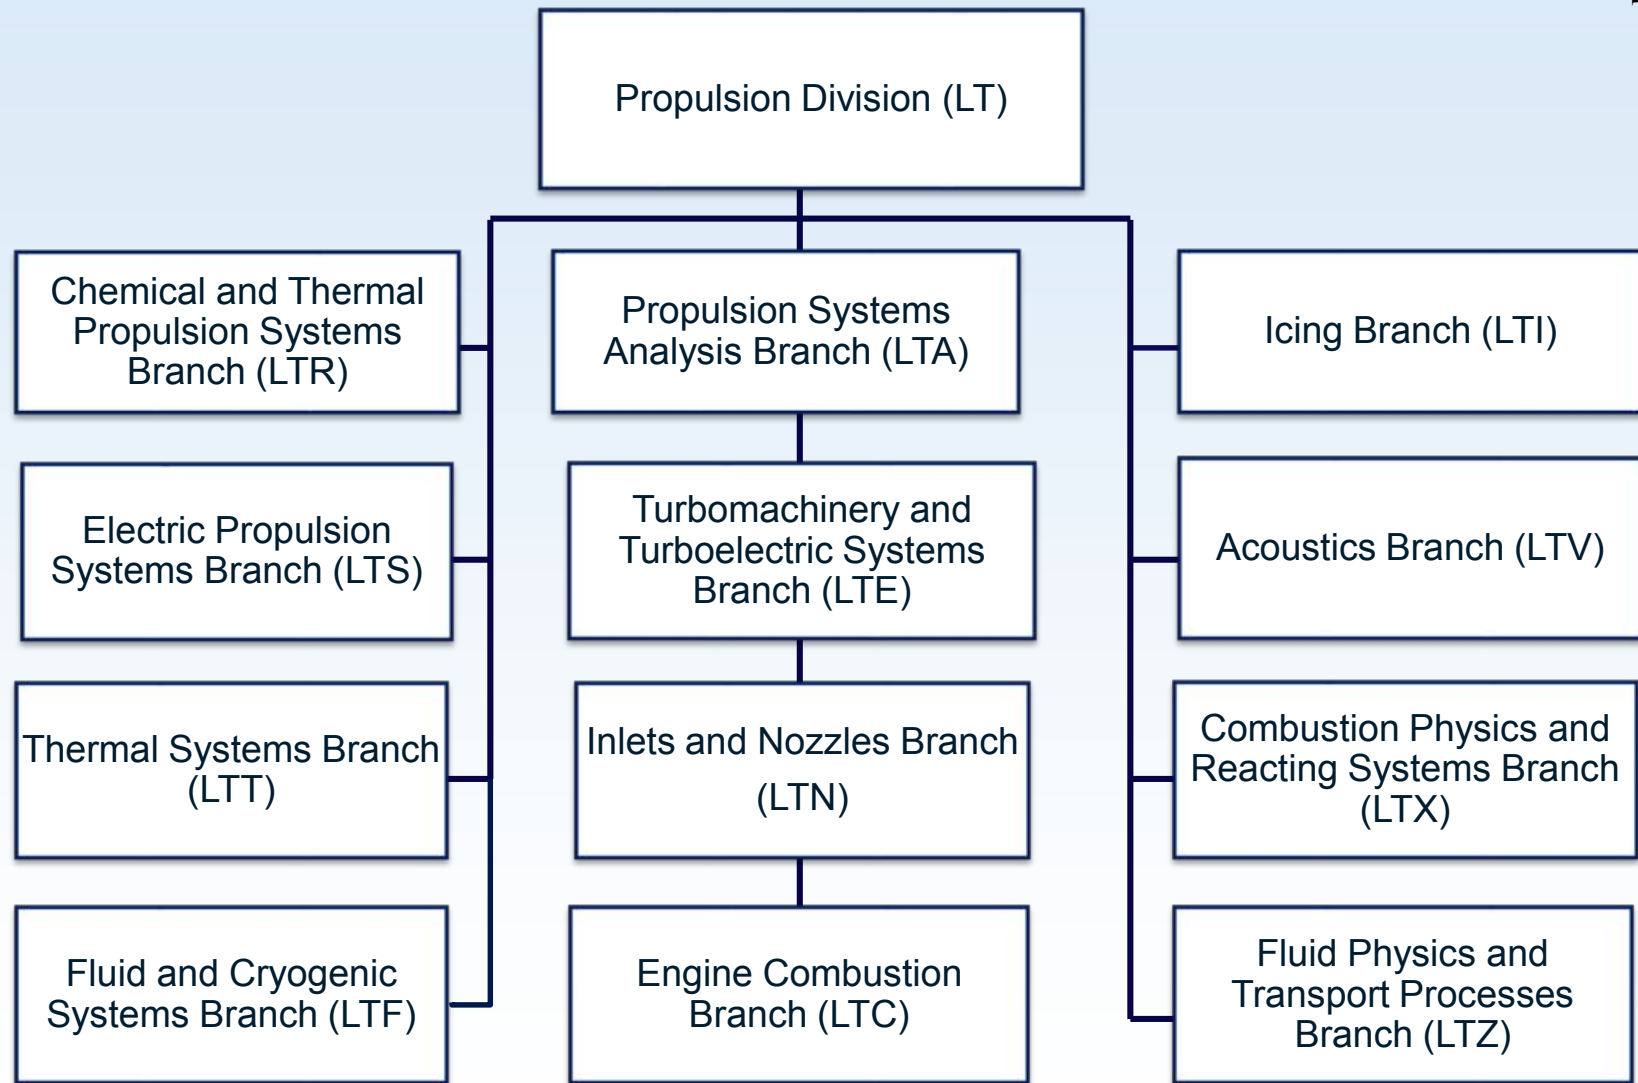 Propulsion Division (LT)
Chemical and Thermal
Propulsion Systems
Branch (LTR)
Propulsion Systems
Analysis Branch (LTA)
Icing Branch (LTI)
Electric Propulsion
Systems Branch (LTS)
Turbomachinery and
Turboelectric Systems
Branch (LTE)
Acoustics Branch (LTV)
Thermal Systems Branch
(LTT)
Inlets and Nozzles Branch
(LTN)
Combustion Physics and
Reacting Systems Branch
(LTX)
Fluid and Cryogenic
Systems Branch (LTF)
Engine Combustion
Branch (LTC)
Fluid Physics and
Transport Processes
Branch (LTZ)